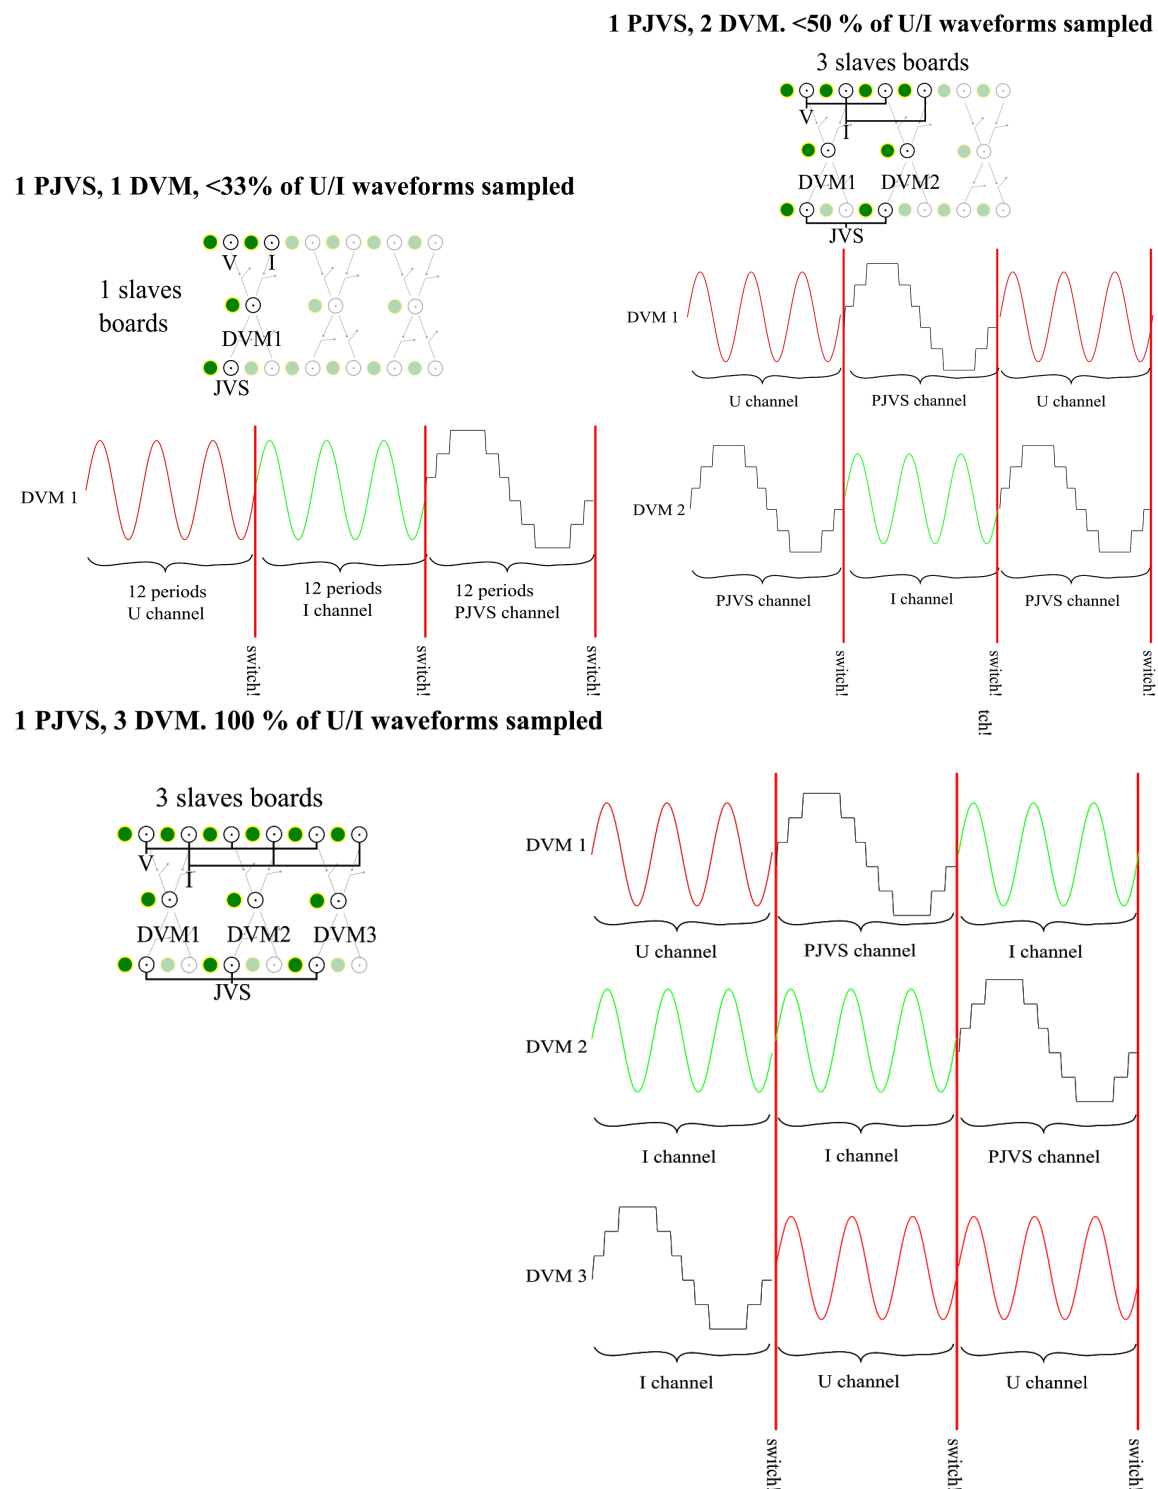 1 PJVS, 2 DVM. <50 % of U/I waveforms sampled
3 slaves boards
V
I
DVM1 DVM2
JVS
DVM 1
U channel
PJVS channel
U channel
DVM 2
PJVS channel
I channel
PJVS channel
switch!
switch!
switch!
tch!
1 PJVS, 1 DVM, <33% of U/I waveforms sampled
V I
1 slaves
boards
DVM1
JVS
DVM 1
12 periods
U channel
12 periods
I channel
12 periods
PJVS channel
switch!
switch!
switch!
1 PJVS, 3 DVM. 100 % of U/I waveforms sampled
3 slaves boards
V
I
DVM1 DVM2 DVM3
JVS
DVM 1
U channel
PJVS channel
I channel
DVM 2
I channel
I channel
PJVS channel
DVM 3
I channel
U channel
U channel
switch!
switch!
switch!